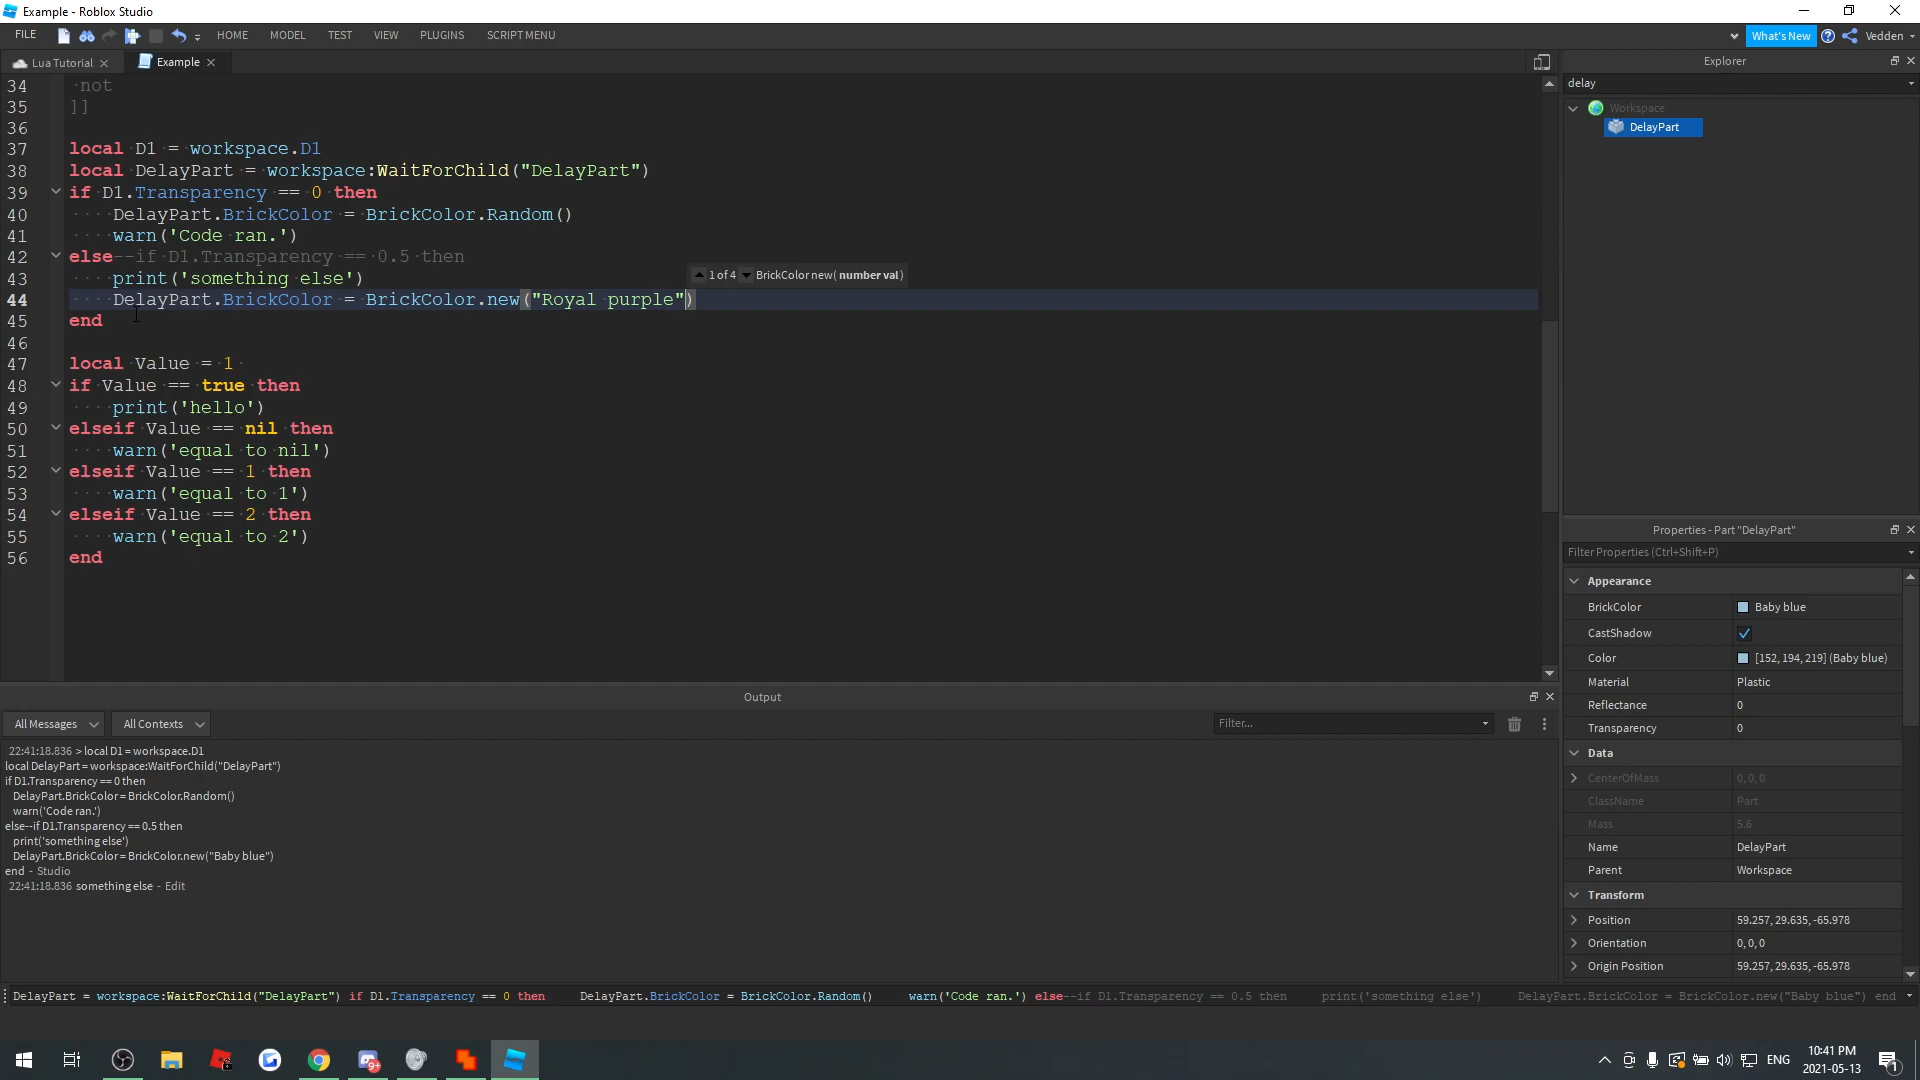 Example - Roblox Studio
FILE HOME MODEL TEST VIEW PLUGINS SCRIPT MENU What's New Vedden
Lua Tutorial Example
34 not
35 ]]
36
37 local D1 = workspace.D1
38 local DelayPart = workspace:WaitForChild("DelayPart")
39 if D1.Transparency == 0 then
40 DelayPart.BrickColor = BrickColor.Random()
41 warn('Code ran.')
42 else--if D1.Transparency == 0.5 then
43 print('something else')
1 of 4 BrickColor new( number val)
44 DelayPart.BrickColor = BrickColor.new("Royal purple")
45 end
46
47 local Value = 1
48 if Value == true then
49 print('hello')
50 elseif Value == nil then
51 warn('equal to nil')
52 elseif Value == 1 then
53 warn('equal to 1')
54 elseif Value == 2 then
55 warn('equal to 2')
56 end
Explorer
delay
Workspace
DelayPart
Properties - Part "DelayPart"
Filter Properties (Ctrl+Shift+P)
Appearance
BrickColor Baby blue
CastShadow
Color [152, 194, 219] (Baby blue)
Material Plastic
Reflectance 0
Transparency 0
Data
CenterOfMass 0, 0, 0
ClassName Part
Mass 5.6
Name DelayPart
Parent Workspace
Transform
Position 59.257, 29.635, -65.978
Orientation 0, 0, 0
Origin Position 59.257, 29.635, -65.978
Output
All Messages All Contexts Filter...
22:41:18.836 > local D1 = workspace.D1
local DelayPart = workspace:WaitForChild("DelayPart")
if D1.Transparency == 0 then
DelayPart.BrickColor = BrickColor.Random()
warn('Code ran.')
else--if D1.Transparency == 0.5 then
print('something else')
DelayPart.BrickColor = BrickColor.new("Baby blue")
end - Studio
22:41:18.836 something else - Edit
DelayPart = workspace:WaitForChild("DelayPart") if D1.Transparency == 0 then DelayPart.BrickColor = BrickColor.Random() warn('Code ran.') else--if D1.Transparency == 0.5 then print('something else') DelayPart.BrickColor = BrickColor.new("Baby blue") end
9+
ENG
10:41 PM
2021-05-13
1